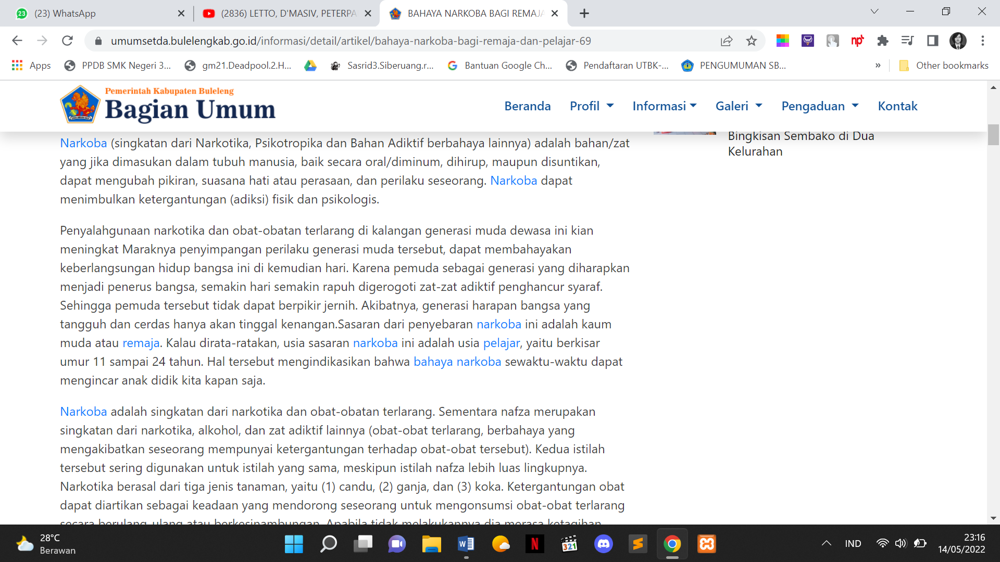 (23) WhatsApp
(2836) LETTO, D'MASIV, PETERPA
BAHAYA NARKOBA BAGI REMAJA
umumsetda.bulelengkab.go.id/informasi/detail/artikel/bahaya-narkoba-bagi-remaja-dan-pelajar-69
Apps
PPDB SMK Negeri 3...
gm21.Deadpool.2.H...
Sasrid3.Siberuang.r...
Bantuan Google Ch...
Pendaftaran UTBK-...
PENGUMUMAN SB...
»
Other bookmarks
Pemerintah Kabupaten Buleleng
Bagian Umum
Beranda
Profil
Informasi
Galeri
Pengaduan
Kontak
Bingkisan Sembako di Dua
Kelurahan
Narkoba (singkatan dari Narkotika, Psikotropika dan Bahan Adiktif berbahaya lainnya) adalah bahan/zat
yang jika dimasukan dalam tubuh manusia, baik secara oral/diminum, dihirup, maupun disuntikan,
dapat mengubah pikiran, suasana hati atau perasaan, dan perilaku seseorang. Narkoba dapat
menimbulkan ketergantungan (adiksi) fisik dan psikologis.
Penyalahgunaan narkotika dan obat-obatan terlarang di kalangan generasi muda dewasa ini kian
meningkat Maraknya penyimpangan perilaku generasi muda tersebut, dapat membahayakan
keberlangsungan hidup bangsa ini di kemudian hari. Karena pemuda sebagai generasi yang diharapkan
menjadi penerus bangsa, semakin hari semakin rapuh digerogoti zat-zat adiktif penghancur syaraf.
Sehingga pemuda tersebut tidak dapat berpikir jernih. Akibatnya, generasi harapan bangsa yang
tangguh dan cerdas hanya akan tinggal kenangan.Sasaran dari penyebaran narkoba ini adalah kaum
muda atau remaja. Kalau dirata-ratakan, usia sasaran narkoba ini adalah usia pelajar, yaitu berkisar
umur 11 sampai 24 tahun. Hal tersebut mengindikasikan bahwa bahaya narkoba sewaktu-waktu dapat
mengincar anak didik kita kapan saja.
Narkoba adalah singkatan dari narkotika dan obat-obatan terlarang. Sementara nafza merupakan
singkatan dari narkotika, alkohol, dan zat adiktif lainnya (obat-obat terlarang, berbahaya yang
mengakibatkan seseorang mempunyai ketergantungan terhadap obat-obat tersebut). Kedua istilah
tersebut sering digunakan untuk istilah yang sama, meskipun istilah nafza lebih luas lingkupnya.
Narkotika berasal dari tiga jenis tanaman, yaitu (1) candu, (2) ganja, dan (3) koka. Ketergantungan obat
dapat diartikan sebagai keadaan yang mendorong seseorang untuk mengonsumsi obat-obat terlarang
secara berulang-ulang atau berkesinambungan. Apabila tidak melakukannya dia merasa ketagihan
28°C
Berawan
IND
23:16
14/05/2022